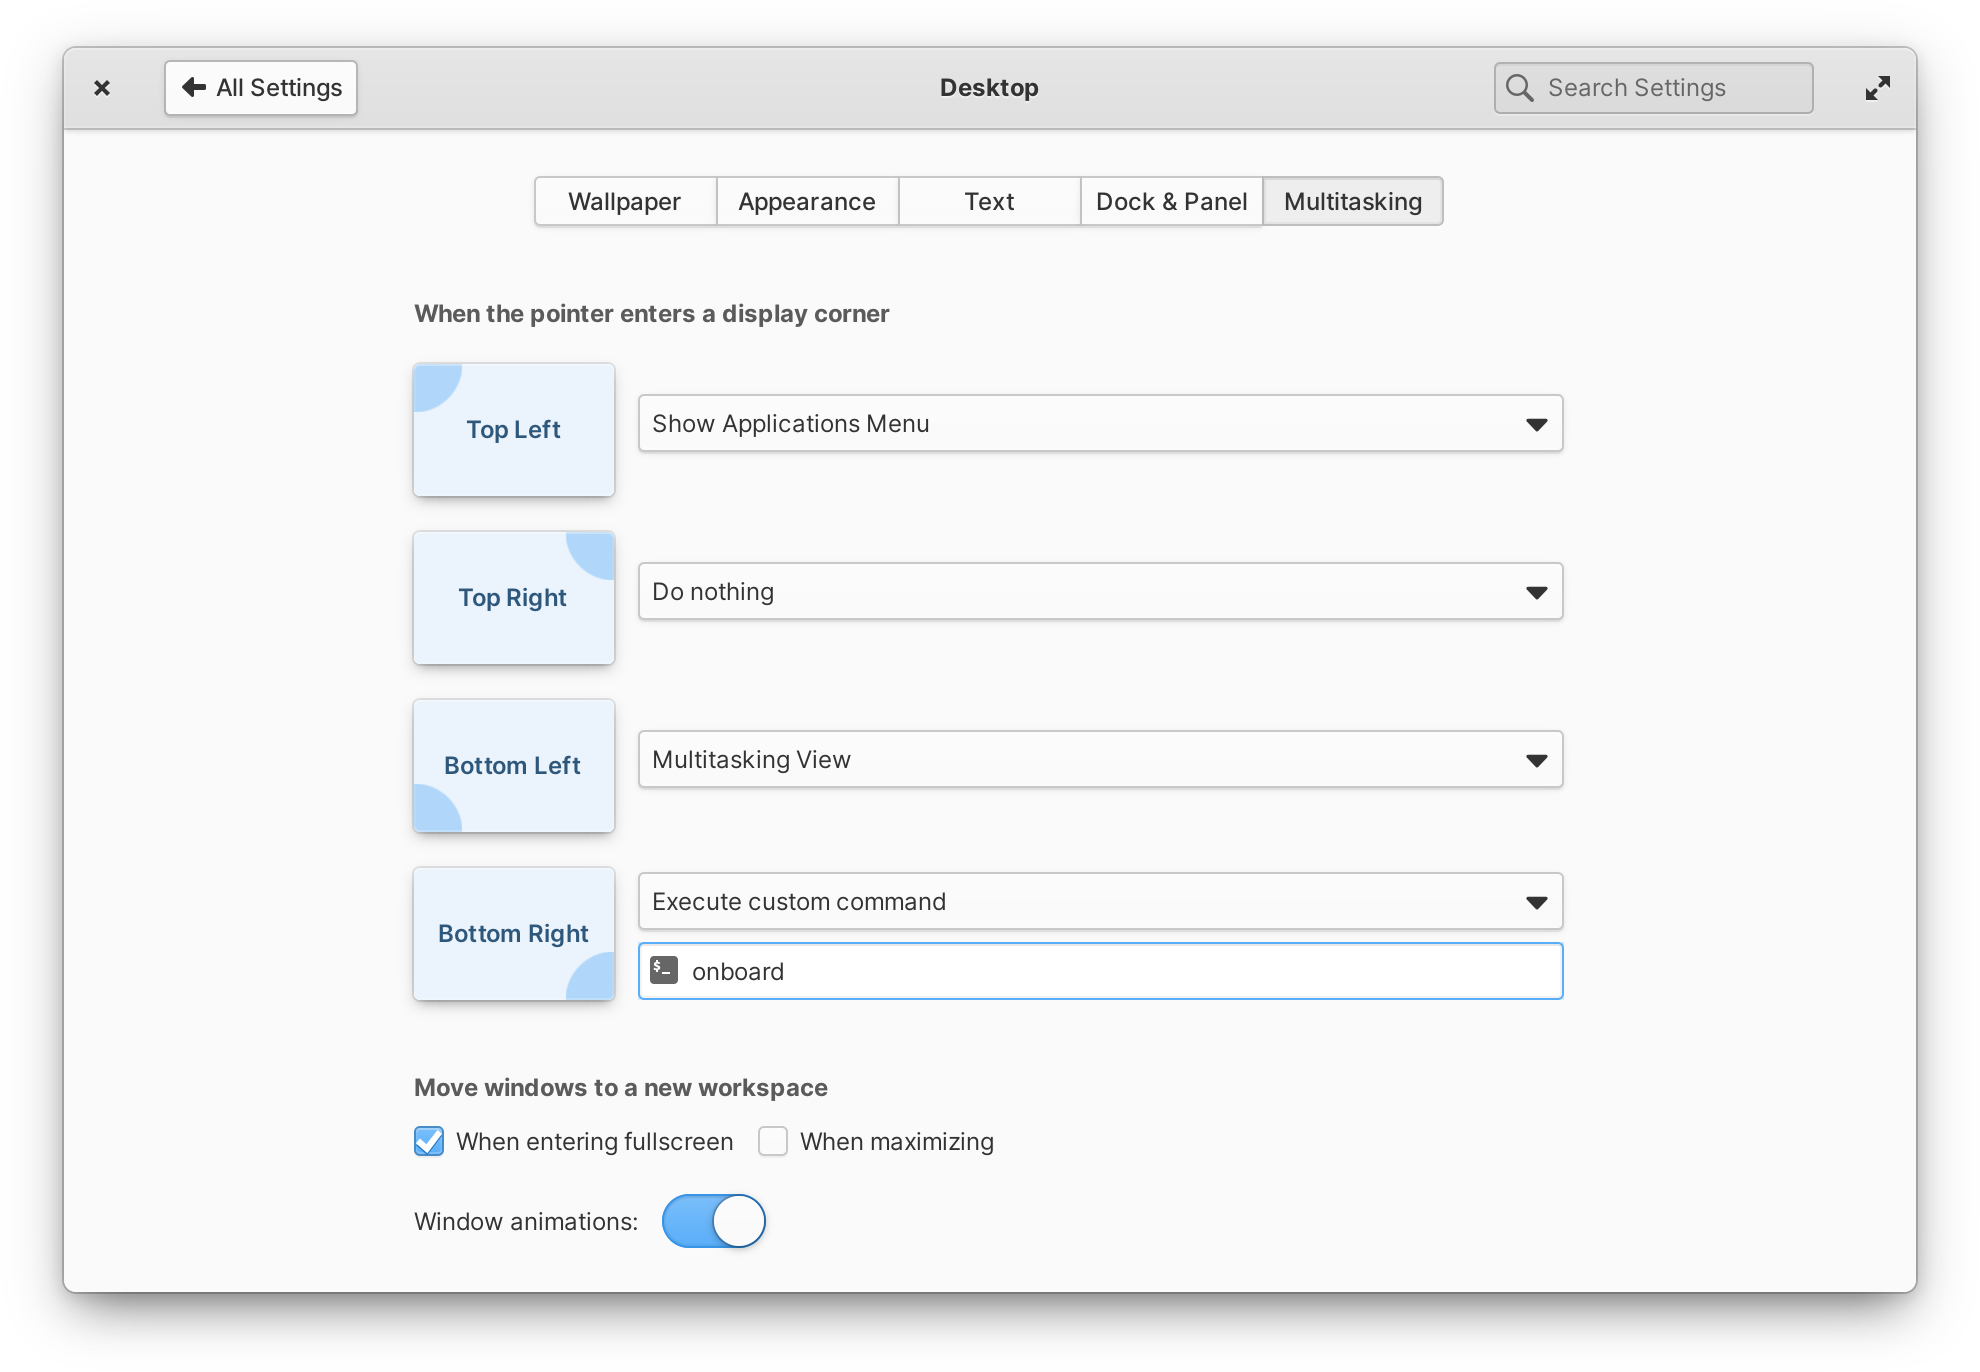 All Settings
Desktop
Search Settings
Wallpaper
Appearance
Text
Dock & Panel
Multitasking
When the pointer enters a display corner
Top Left
Show Applications Menu
Top Right
Do nothing
Bottom Left
Multitasking View
Bottom Right
Execute custom command
$_
onboard
Move windows to a new workspace
When entering fullscreen
When maximizing
Window animations: